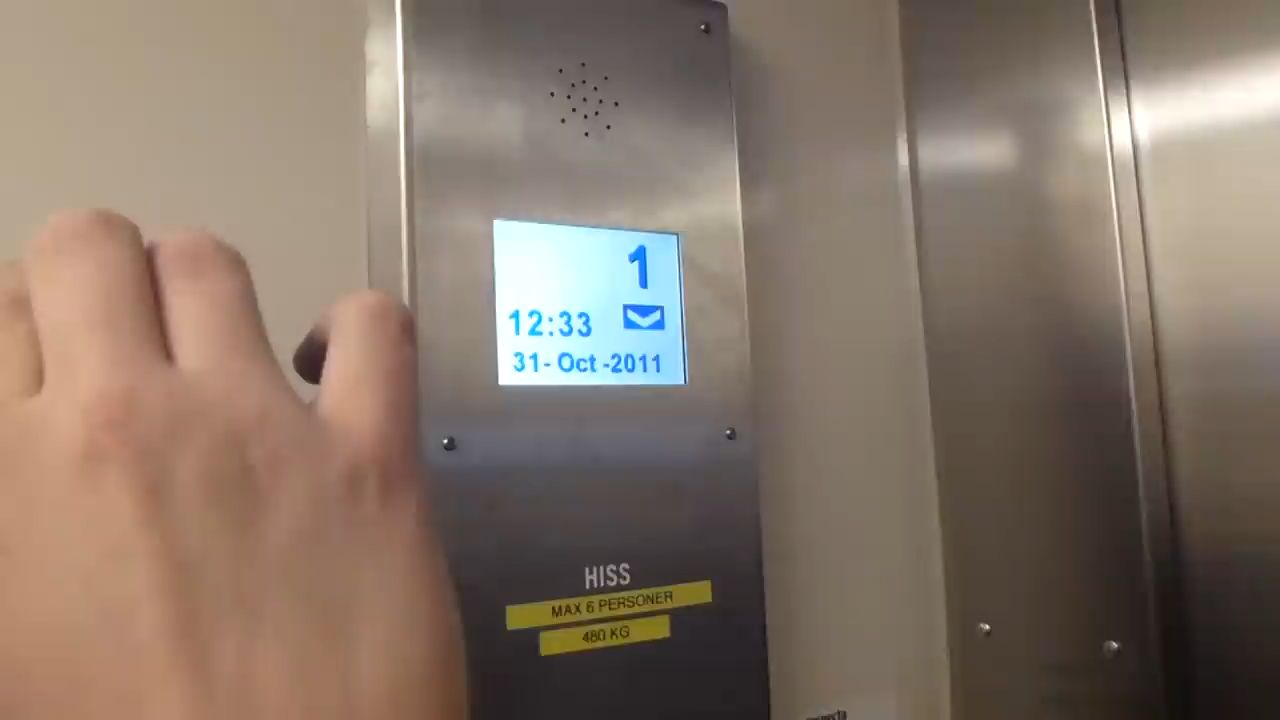 1
12:33
31- Oct -2011
HISS
MAX 6 PERSONER
480 KG